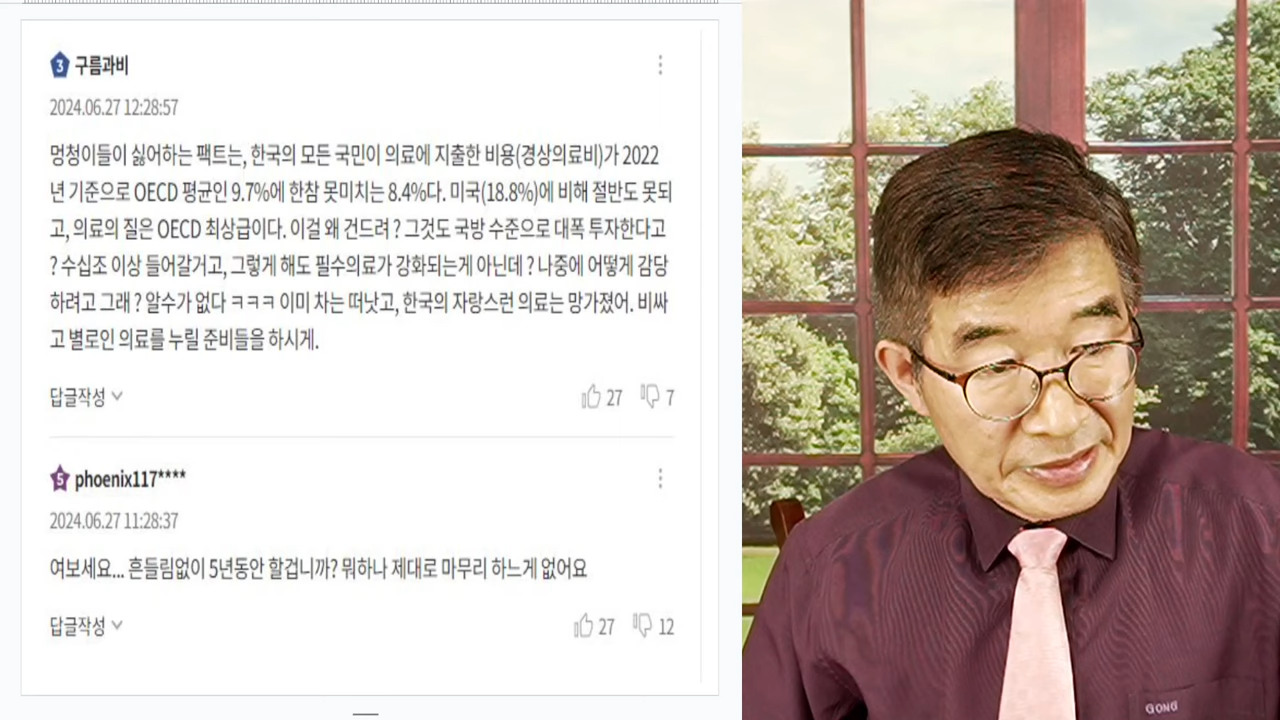 3 구름과비
2024.06.27 12:28:57
멍청이들이 싫어하는 팩트는, 한국의 모든 국민이 의료에 지출한 비용(경상의료비)가 2022
년 기준으로 OECD 평균인 9.7%에 한참 못미치는 8.4%다. 미국(18.8%)에 비해 절반도 못되
고, 의료의 질은 OECD 최상급이다. 이걸 왜 건드려 ? 그것도 국방 수준으로 대폭 투자한다고
? 수십조 이상 들어갈거고, 그렇게 해도 필수의료가 강화되는게 아닌데 ? 나중에 어떻게 감당
하려고 그래 ? 알수가 없다 ㅋㅋㅋ 이미 차는 떠낫고, 한국의 자랑스런 의료는 망가졌어. 비싸
고 별로인 의료를 누릴 준비들을 하시게.
답글작성
27 7
5 phoenix117****
2024.06.27 11:28:37
여보세요... 흔들림없이 5년동안 할겁니까? 뭐하나 제대로 마무리 하느게 없어요
답글작성
27 12
GONG